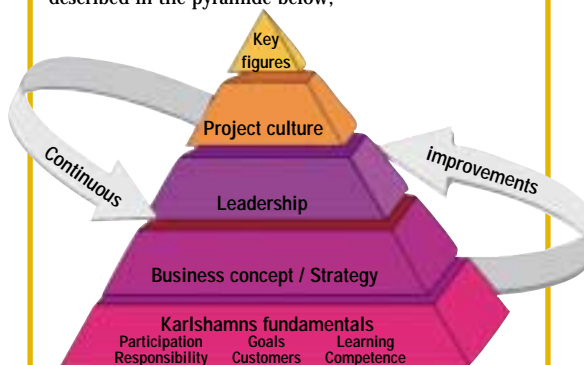 described in the pyramide below;
Key
figures
Project culture
Continuous
improvements
Leadership
Business concept / Strategy
Karlshamns fundamentals
Participation Goals Learning
Responsibility Customers Competence